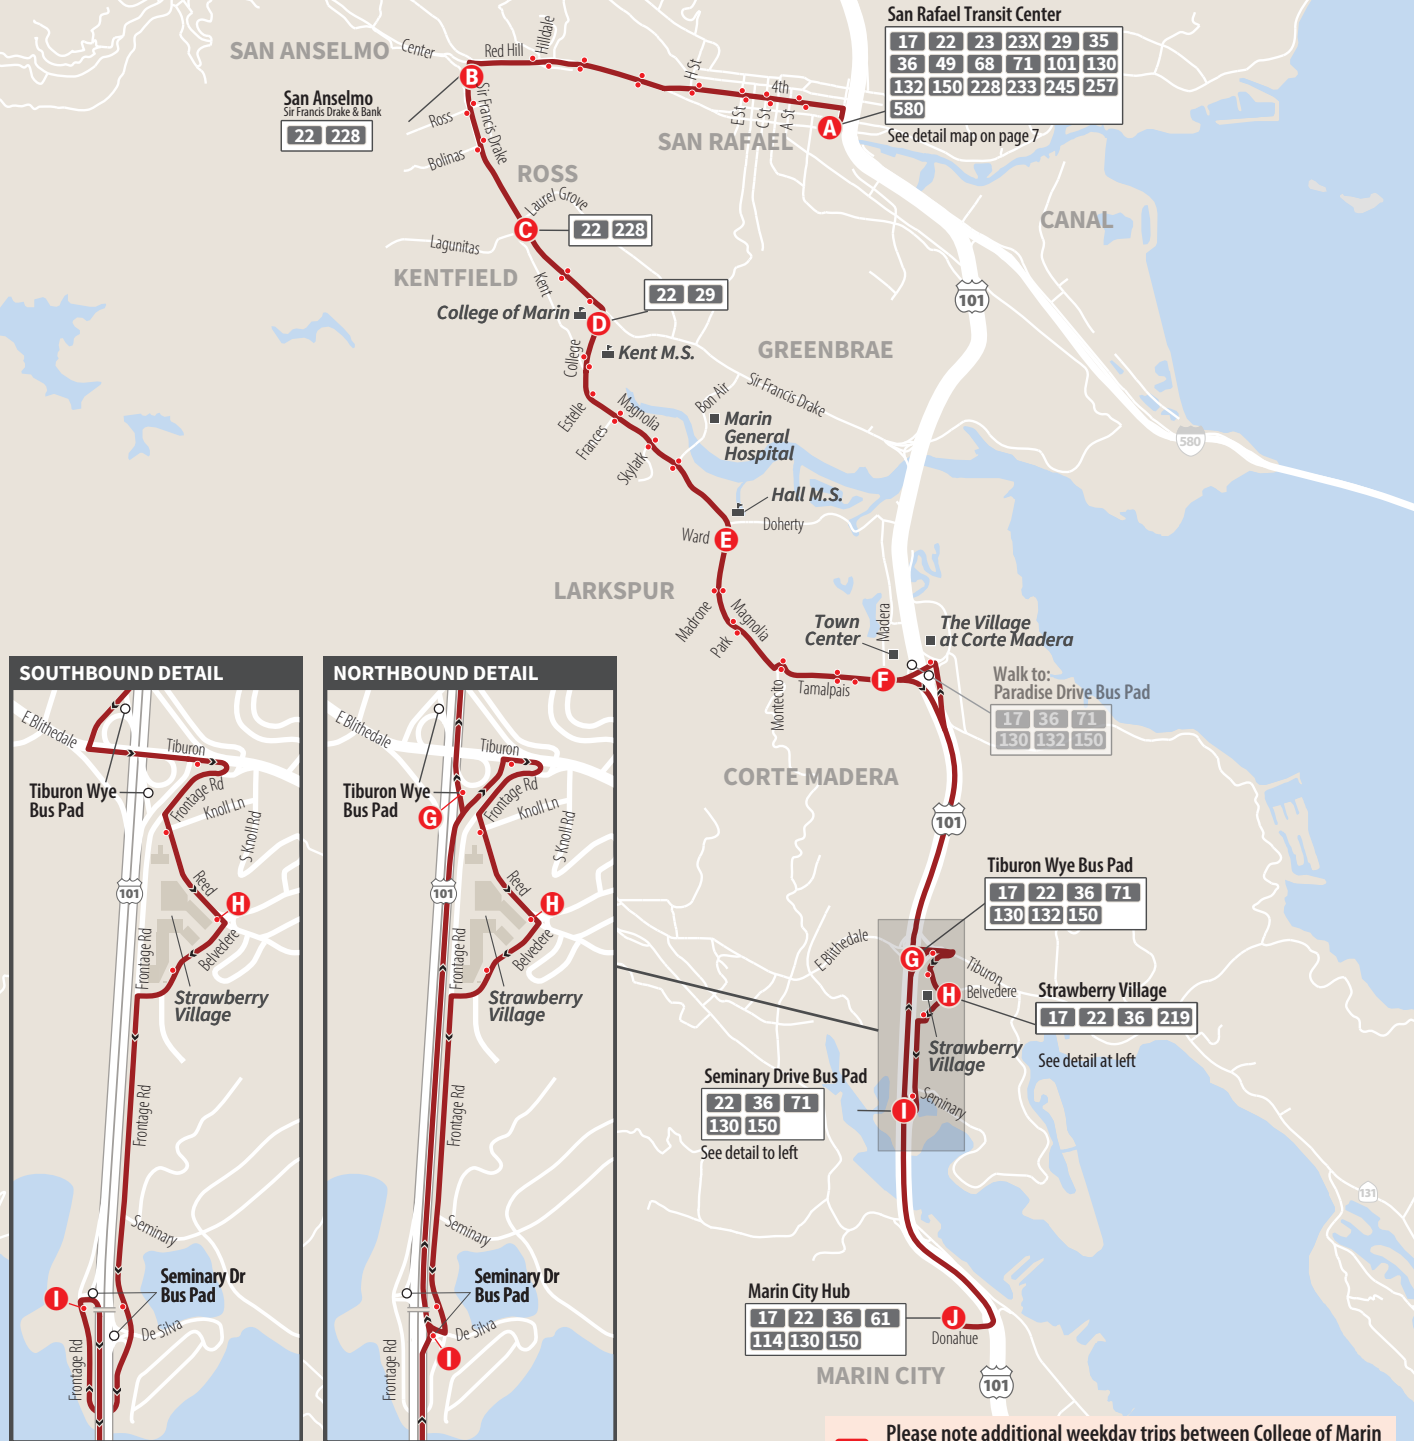 San Rafael Transit Center
17 22 23 23X 29 35
36 49 68 71 101 130
132 150 228 233 245 257
580
See detail map on page 7
SAN ANSELMO
Center
Red Hill
Hilldale
H St
4th
E St
C St
A St
A
B
San Anselmo
Sir Francis Drake & Bank
22 228
Sir Francis Drake
Ross
Bolinas
SAN RAFAEL
ROSS
Laurel Grove
C
22 228
Lagunitas
CANAL
KENTFIELD
Kent
22 29
101
College of Marin
D
Kent M.S.
College
GREENBRAE
Sir Francis Drake
Bon Air
Estelle
Magnolia
Frances
Skylark
Marin
General
Hospital
580
Hall M.S.
Ward
E
Doherty
LARKSPUR
Madrone
Magnolia
Park
Town
Center
Madera
The Village
at Corte Madera
Montecito
Tamalpais
F
Walk to:
Paradise Drive Bus Pad
17 36 71
130 132 150
CORTE MADERA
101
Tiburon Wye Bus Pad
17 22 36 71
130 132 150
E Blithedale
G
Tiburon
H
Belvedere
Strawberry Village
17 22 36 219
See detail at left
Strawberry
Village
Seminary Drive Bus Pad
22 36 71
130 150
See detail to left
I
Seminary
131
Marin City Hub
17 22 36 61
114 130 150
J
Donahue
MARIN CITY
101
SOUTHBOUND DETAIL
E Blithedale
Tiburon
Tiburon Wye
Bus Pad
Frontage Rd
Knoll Ln
S Knoll Rd
101
Reed
H
Frontage Rd
Belvedere
Strawberry
Village
Frontage Rd
Seminary
Seminary Dr
Bus Pad
I
De Silva
Frontage Rd
NORTHBOUND DETAIL
E Blithedale
Tiburon
Tiburon Wye
Bus Pad
G
Frontage Rd
Knoll Ln
S Knoll Rd
101
Reed
H
Frontage Rd
Belvedere
Strawberry
Village
Frontage Rd
Seminary
Seminary Dr
Bus Pad
De Silva
I
Frontage Rd
Please note additional weekday trips between College of Marin